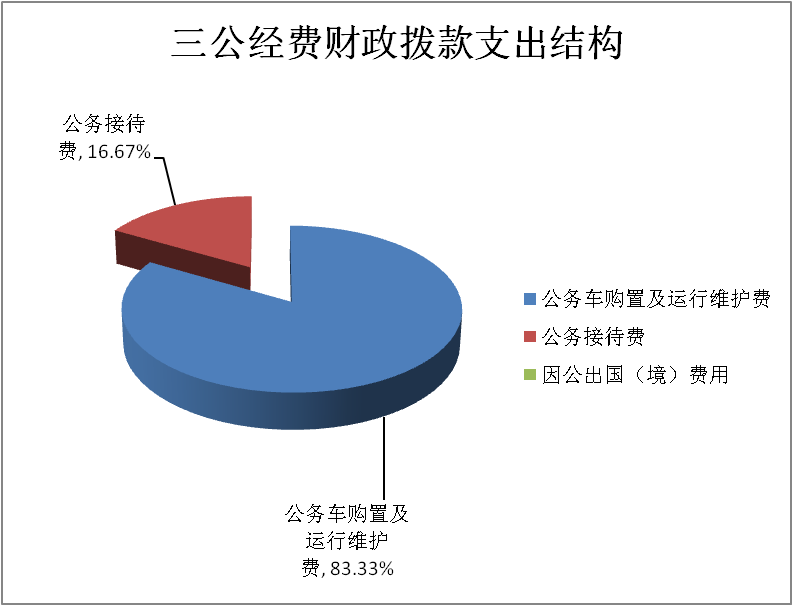 三公经费财政拨款支出结构
公务接待
费, 16.67%
公务车购置及运行维护费
公务接待费
因公出国（境）费用
公务车购置及
运行维护
费, 83.33%